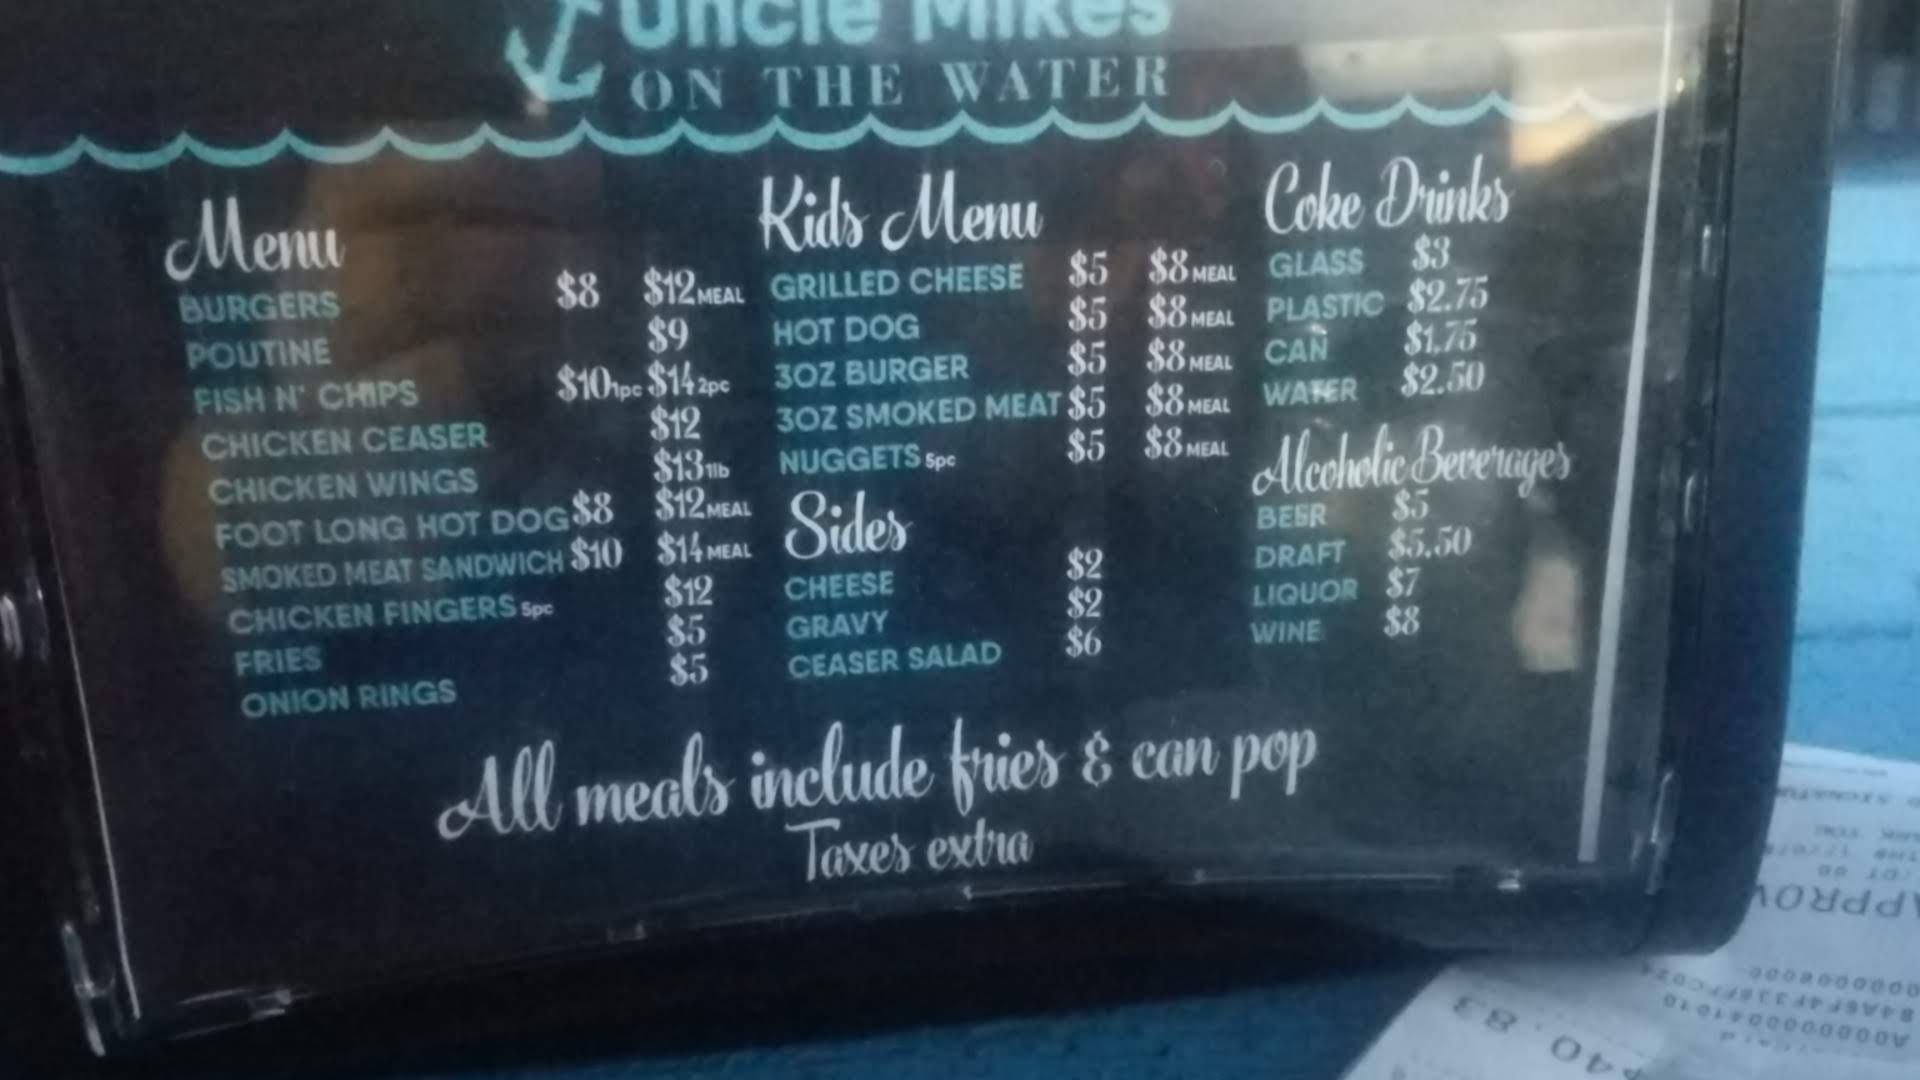 Uncle Mikes
ON THE WATER
Menu
BURGERS $8 $12 MEAL
POUTINE $9
FISH N' CHIPS $10 1pc $14 2pc
CHICKEN CEASER $12
CHICKEN WINGS $13 1lb
FOOT LONG HOT DOG $8 $12 MEAL
SMOKED MEAT SANDWICH $10 $14 MEAL
CHICKEN FINGERS 5pc $12
FRIES $5
ONION RINGS $5
Kids Menu
GRILLED CHEESE $5 $8 MEAL
HOT DOG $5 $8 MEAL
3OZ BURGER $5 $8 MEAL
3OZ SMOKED MEAT $5 $8 MEAL
NUGGETS 5pc $5 $8 MEAL
Sides
CHEESE $2
GRAVY $2
CEASER SALAD $6
Coke Drinks
GLASS $3
PLASTIC $2.75
CAN $1.75
WATER $2.50
Alcoholic Beverages
BEER $5
DRAFT $5.50
LIQUOR $7
WINE $8
All meals include fries & can pop
Taxes extra